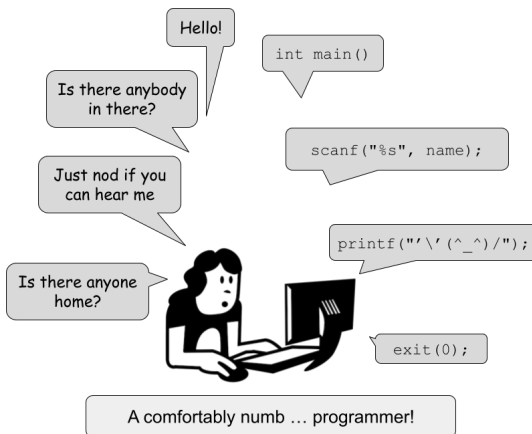 Hello!
int main()
Is there anybody
in there?
scanf("%s", name);
Just nod if you
can hear me
printf("’\’(^_^)/");
Is there anyone
home?
exit(0);
A comfortably numb … programmer!